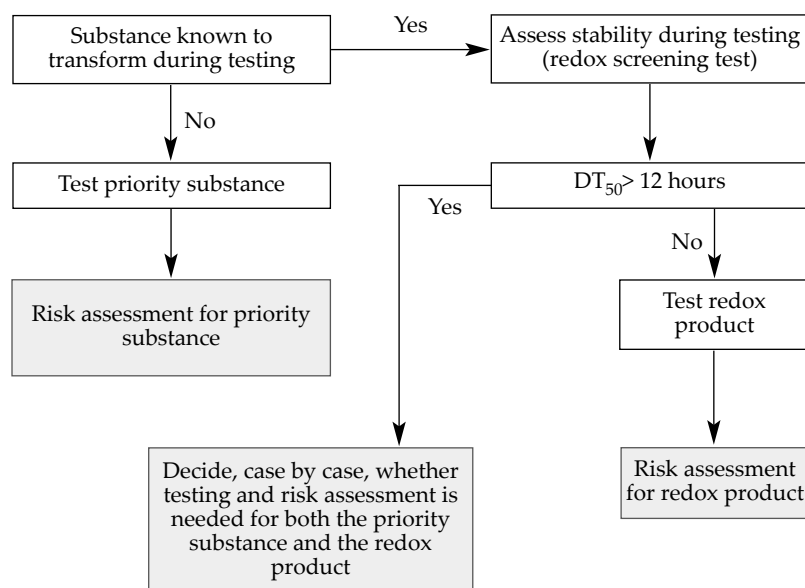 Substance known to
transform during testing
Yes
Assess stability during testing
(redox screening test)
No
Test priority substance
DT₅₀> 12 hours
Yes
No
Risk assessment for priority
substance
Test redox
product
Decide, case by case, whether
testing and risk assessment is
needed for both the priority
substance and the redox
product
Risk assessment
for redox product